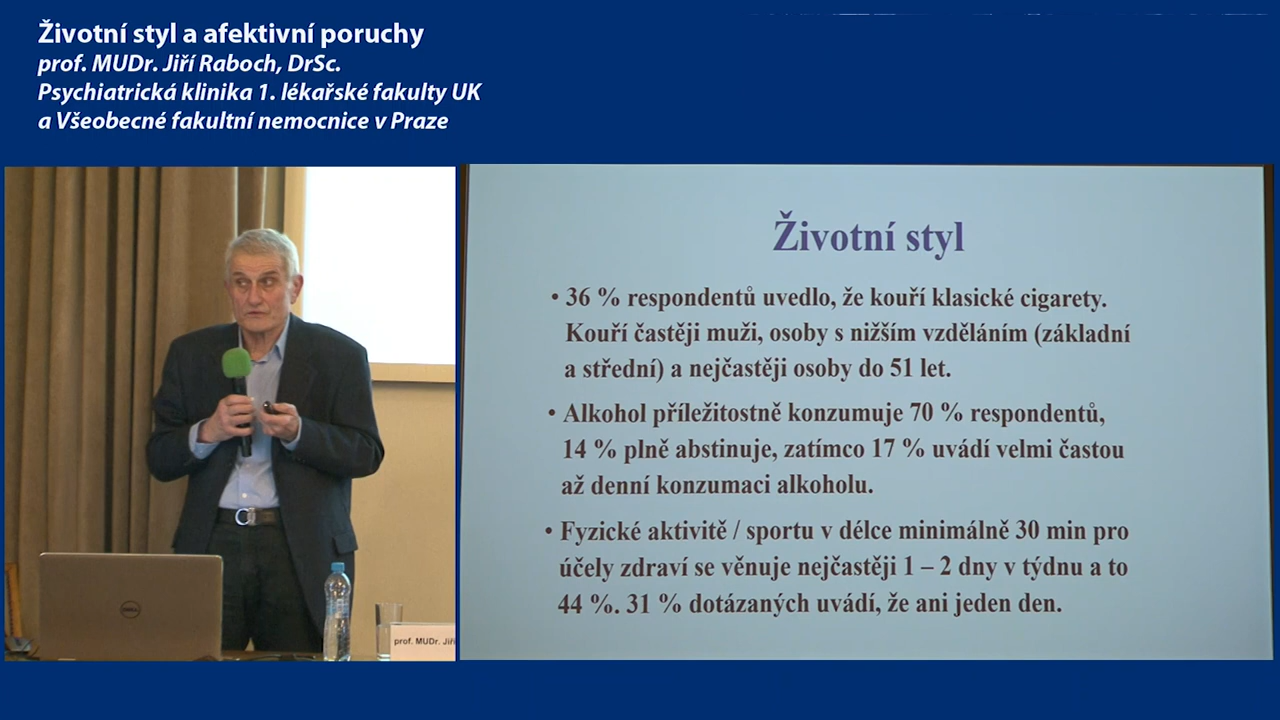 Životní styl a afektivní poruchy
prof. MUDr. Jiří Raboch, DrSc.
Psychiatrická klinika 1. lékařské fakulty UK
a Všeobecné fakultní nemocnice v Praze
Životní styl
• 36 % respondentů uvedlo, že kouří klasické cigarety.
Kouří častěji muži, osoby s nižším vzděláním (základní
a střední) a nejčastěji osoby do 51 let.
• Alkohol příležitostně konzumuje 70 % respondentů,
14 % plně abstinuje, zatímco 17 % uvádí velmi častou
až denní konzumaci alkoholu.
• Fyzické aktivitě / sportu v délce minimálně 30 min pro
účely zdraví se věnuje nejčastěji 1 – 2 dny v týdnu a to
44 %. 31 % dotázaných uvádí, že ani jeden den.
DELL
prof. MUDr. Jiří